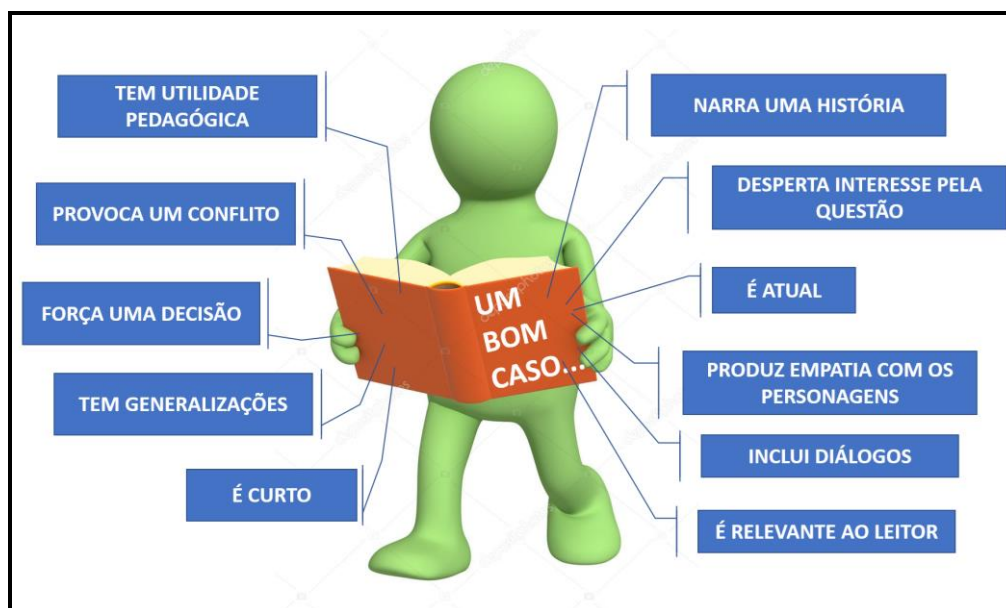 TEM UTILIDADE
PEDAGÓGICA
PROVOCA UM CONFLITO
FORÇA UMA DECISÃO
TEM GENERALIZAÇÕES
É CURTO
UM
BOM
CASO...
NARRA UMA HISTÓRIA
DESPERTA INTERESSE PELA
QUESTÃO
É ATUAL
PRODUZ EMPATIA COM OS
PERSONAGENS
INCLUI DIÁLOGOS
É RELEVANTE AO LEITOR